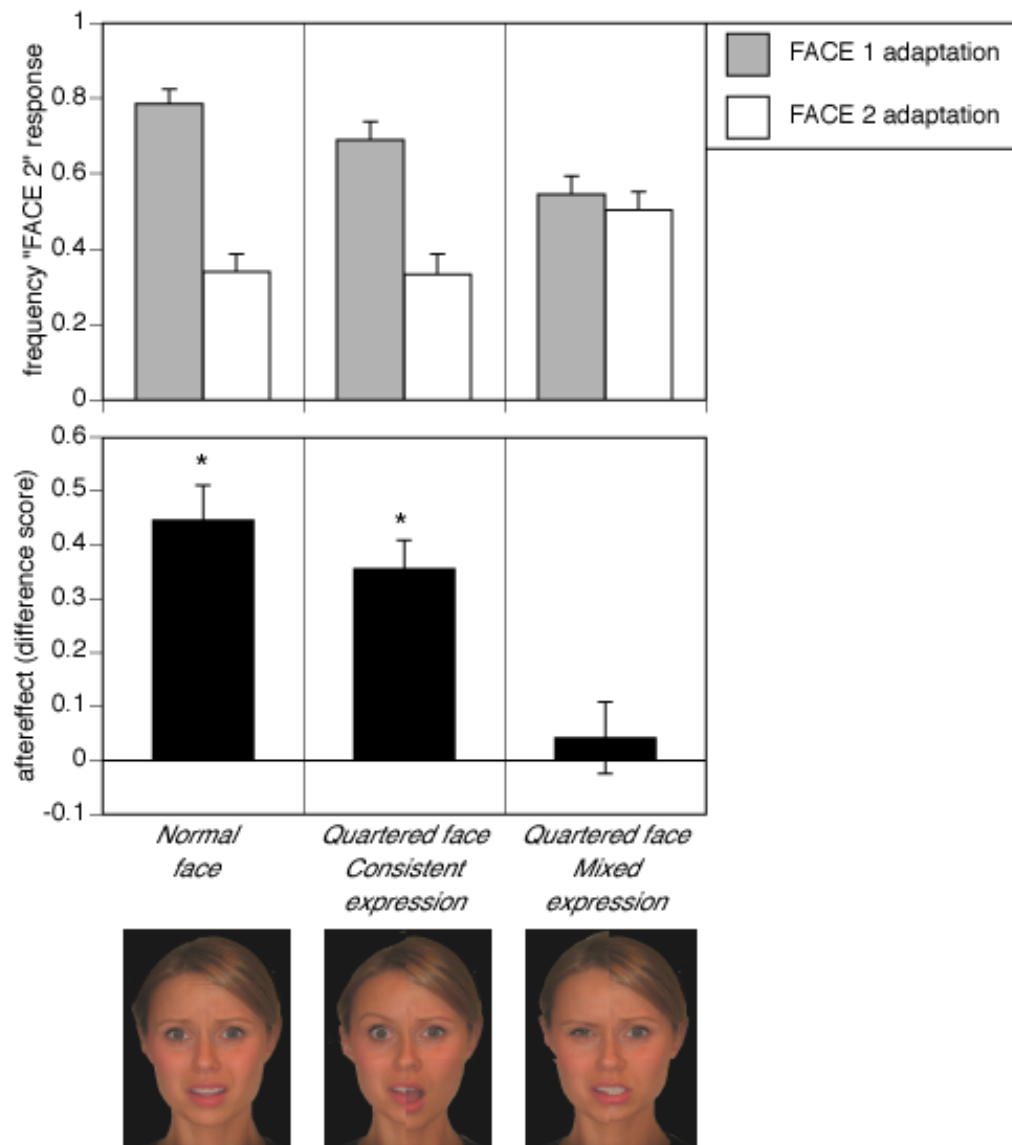 frequency "FACE 2" response
1
0.8
0.6
0.4
0.2
0
FACE 1 adaptation
FACE 2 adaptation
aftereffect (difference score)
0.6
0.5
0.4
0.3
0.2
0.1
0
-0.1
*
*
Normal
face
Quartered face
Consistent
expression
Quartered face
Mixed
expression